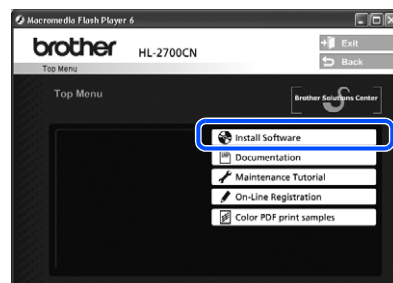 Macromedia Flash Player 6
brother HL-2700CN
Exit
Back
Top Menu
Top Menu
Brother Solutions Center
Install Software
Documentation
Maintenance Tutorial
On-Line Registration
Color PDF print samples